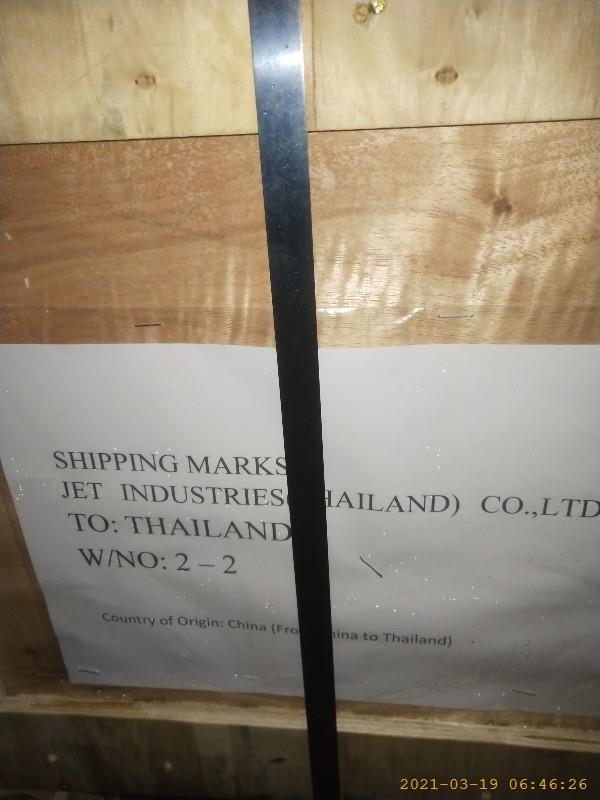 SHIPPING MARKS
JET INDUSTRIES( HAILAND) CO.,LTD
TO: THAILAND
W/NO: 2 – 2
Country of Origin: China (Fro ina to Thailand)
2021-03-19 06:46:26